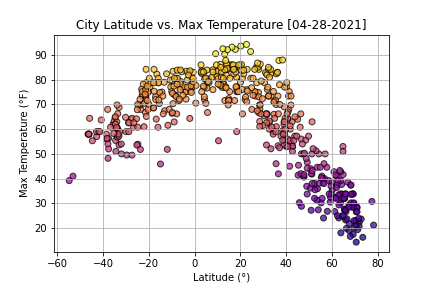 City Latitude vs. Max Temperature [04-28-2021]
Max Temperature (°F)
90
80
70
60
50
40
30
20
−60 −40 −20 0 20 40 60 80
Latitude (°)